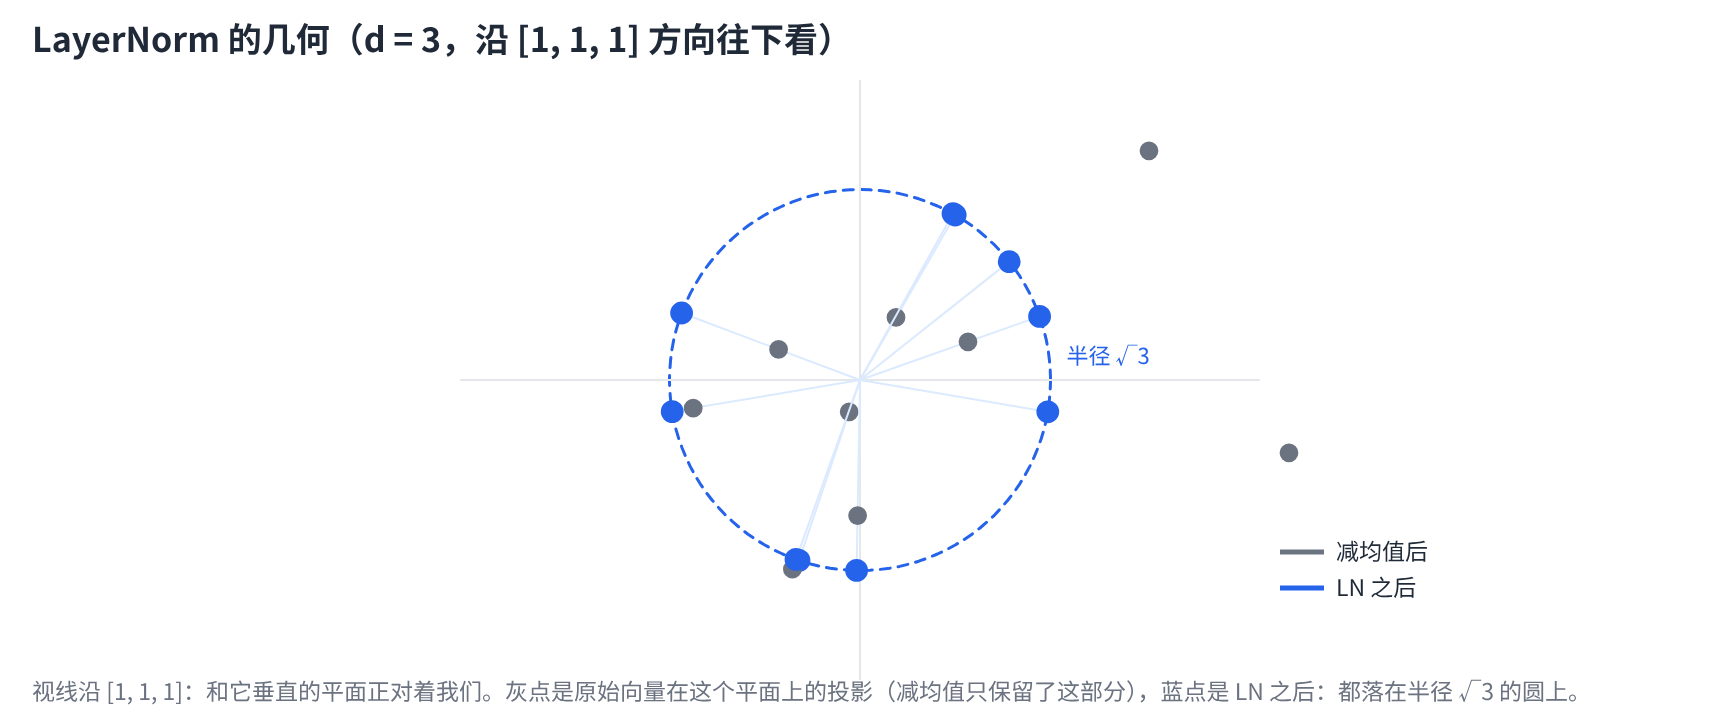 LayerNorm 的几何（d = 3，沿 [1, 1, 1] 方向往下看）
半径 √3
减均值后
LN 之后
视线沿 [1, 1, 1]：和它垂直的平面正对着我们。灰点是原始向量在这个平面上的投影（减均值只保留了这部分），蓝点是 LN 之后：都落在半径 √3 的圆上。